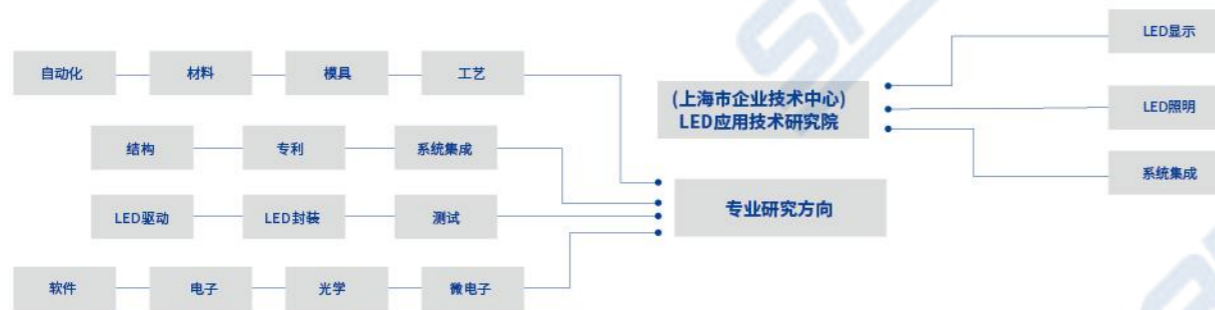 LED显示
自动化 材料 模具 工艺
(上海市企业技术中心)
LED应用技术研究院
LED照明
结构 专利 系统集成
系统集成
LED驱动 LED封装 测试
专业研究方向
软件 电子 光学 微电子